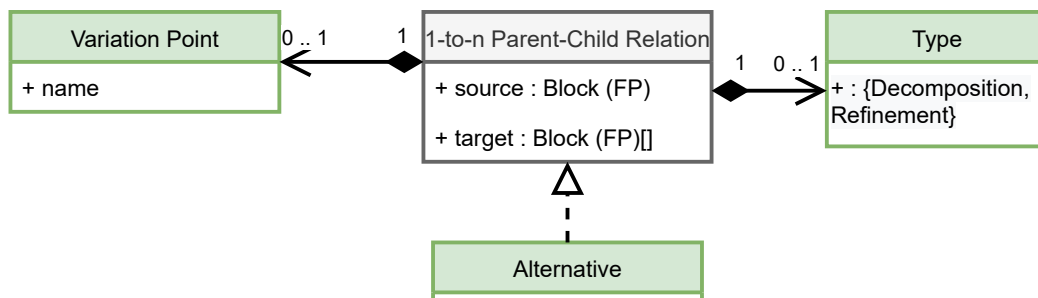 Variation Point
+ name
0 .. 1
1
1-to-n Parent-Child Relation
+ source : Block (FP)
+ target : Block (FP)[]
1
0 .. 1
Type
+ : {Decomposition,
Refinement}
Alternative